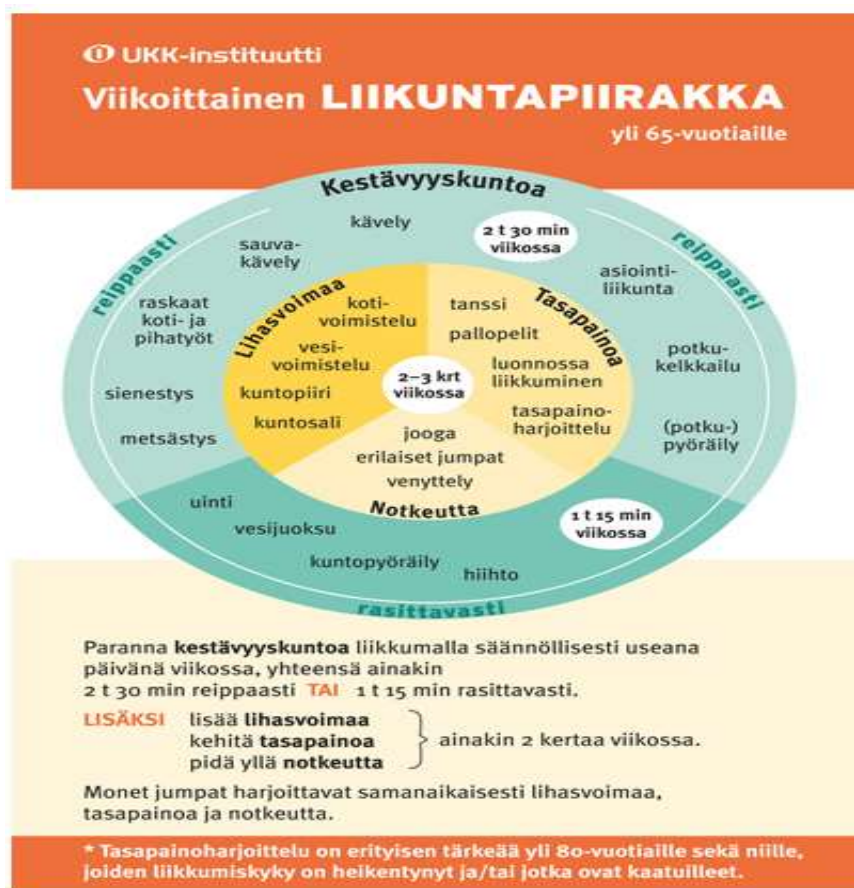 UKK-instituutti
Viikoittainen LIIKUNTAPIIRAKKA
yli 65-vuotiaille
Kestävyyskuntoa
reippaasti
reippaasti
kävely
2 t 30 min
viikossa
sauva-
kävely
asiointi-
liikunta
raskaat
koti- ja
pihatyöt
potku-
kelkkailu
sienestys
metsästys
(potku-)
pyöräily
Lihasvoimaa
koti-
voimistelu
vesi-
voimistelu
kuntopiiri
kuntosali
Tasapainoa
tanssi
pallopelit
luonnossa
liikkuminen
tasapaino-
harjoittelu
2–3 krt
viikossa
jooga
erilaiset jumpat
venyttely
Notkeutta
uinti
vesijuoksu
kuntopyöräily
hiihto
1 t 15 min
viikossa
rasittavasti
Paranna kestävyyskuntoa liikkumalla säännöllisesti useana
päivänä viikossa, yhteensä ainakin
2 t 30 min reippaasti TAI 1 t 15 min rasittavasti.
LISÄKSI lisää lihasvoimaa
kehitä tasapainoa ainakin 2 kertaa viikossa.
pidä yllä notkeutta
Monet jumpat harjoittavat samanaikaisesti lihasvoimaa,
tasapainoa ja notkeutta.
* Tasapainoharjoittelu on erityisen tärkeää yli 80-vuotiaille sekä niille,
joiden liikkumiskyky on heikentynyt ja/tai jotka ovat kaatuilleet.